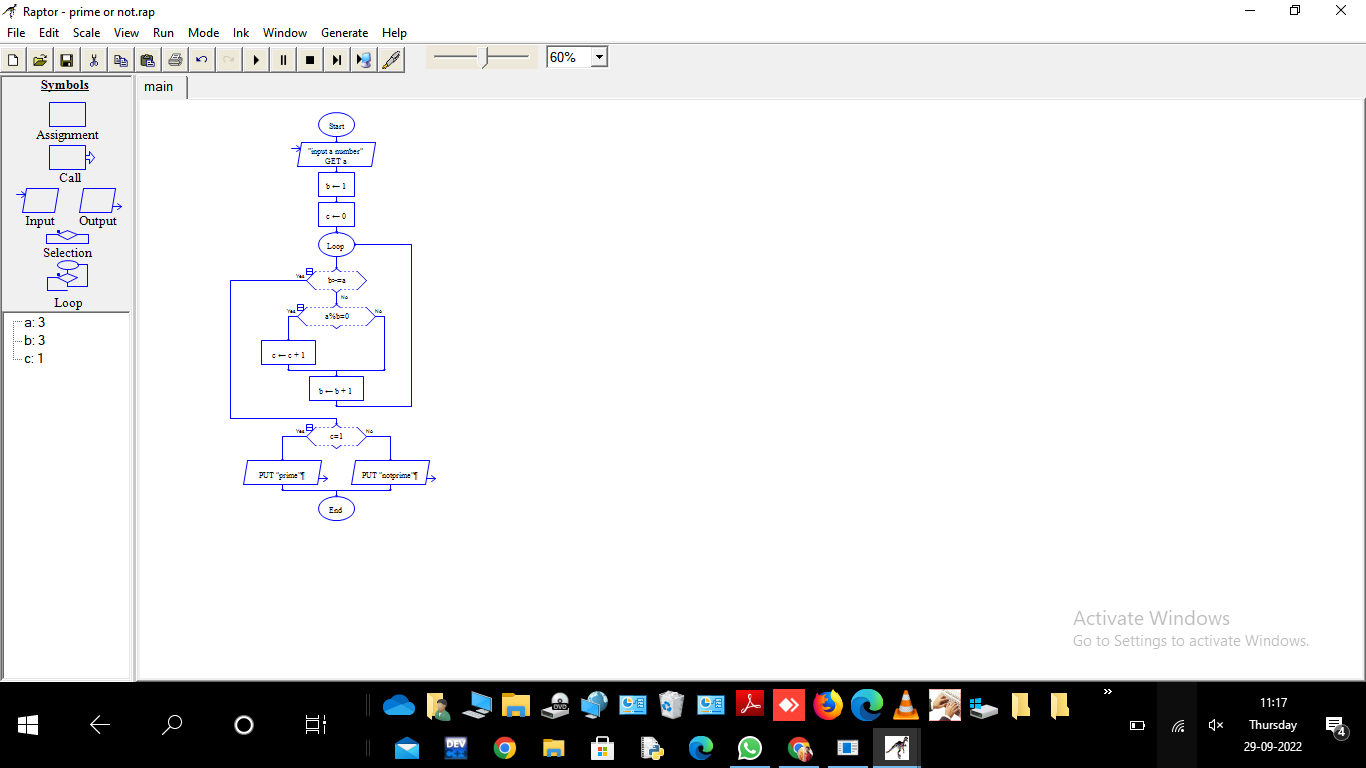 Raptor - prime or not.rap
File Edit Scale View Run Mode Ink Window Generate Help
60%
Symbols
main
Assignment
Call
Input Output
Selection
Loop
a: 3
b: 3
c: 1
Start
"input a number"
GET a
b ← 1
c ← 0
Loop
Yes
b>=a
No
Yes
a%b=0
No
c ← c + 1
b ← b + 1
Yes
c=1
No
PUT "prime"¶
PUT "notprime"¶
End
Activate Windows
Go to Settings to activate Windows.
DVD
DEV
»
11:17
Thursday
29-09-2022
4